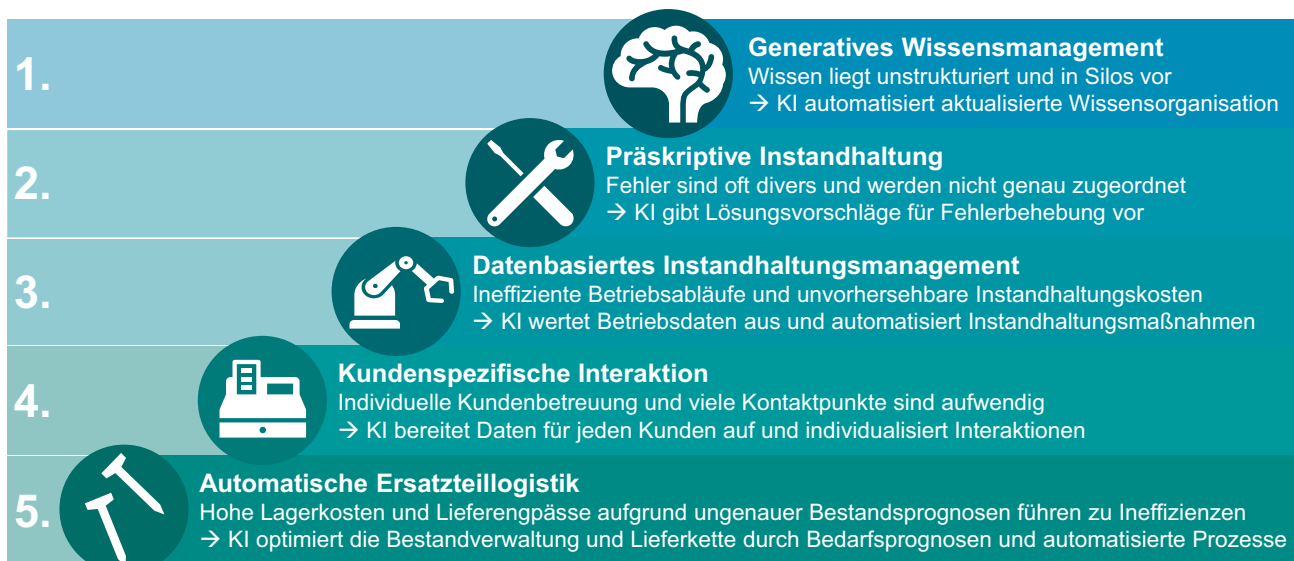 1.
Generatives Wissensmanagement
Wissen liegt unstrukturiert und in Silos vor
→ KI automatisiert aktualisierte Wissensorganisation
2.
Präskriptive Instandhaltung
Fehler sind oft divers und werden nicht genau zugeordnet
→ KI gibt Lösungsvorschläge für Fehlerbehebung vor
3.
Datenbasiertes Instandhaltungsmanagement
Ineffiziente Betriebsabläufe und unvorhersehbare Instandhaltungskosten
→ KI wertet Betriebsdaten aus und automatisiert Instandhaltungsmaßnahmen
4.
Kundenspezifische Interaktion
Individuelle Kundenbetreuung und viele Kontaktpunkte sind aufwendig
→ KI bereitet Daten für jeden Kunden auf und individualisiert Interaktionen
5.
Automatische Ersatzteillogistik
Hohe Lagerkosten und Lieferengpässe aufgrund ungenauer Bestandsprognosen führen zu Ineffizienzen
→ KI optimiert die Bestandverwaltung und Lieferkette durch Bedarfsprognosen und automatisierte Prozesse